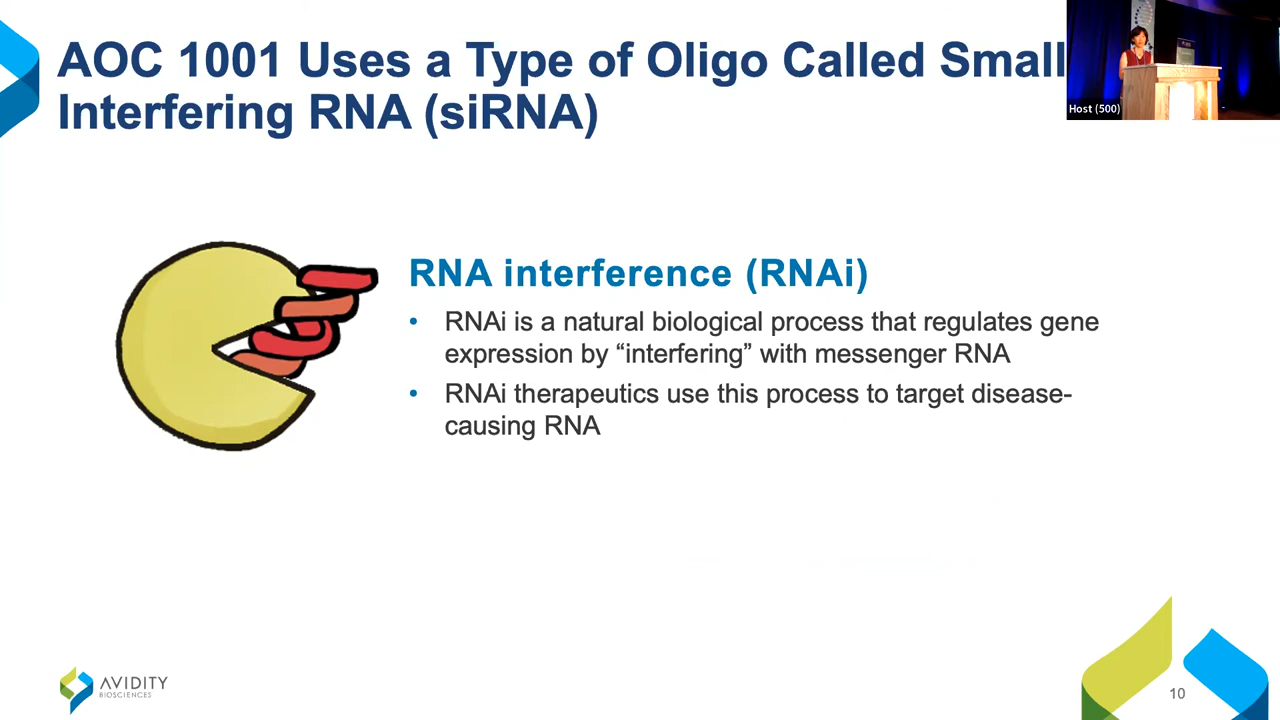 AOC 1001 Uses a Type of Oligo Called Small
Interfering RNA (siRNA)
Host (500)
RNA interference (RNAi)
• RNAi is a natural biological process that regulates gene
expression by “interfering” with messenger RNA
• RNAi therapeutics use this process to target disease-
causing RNA
AVIDITY
BIOSCIENCES
10